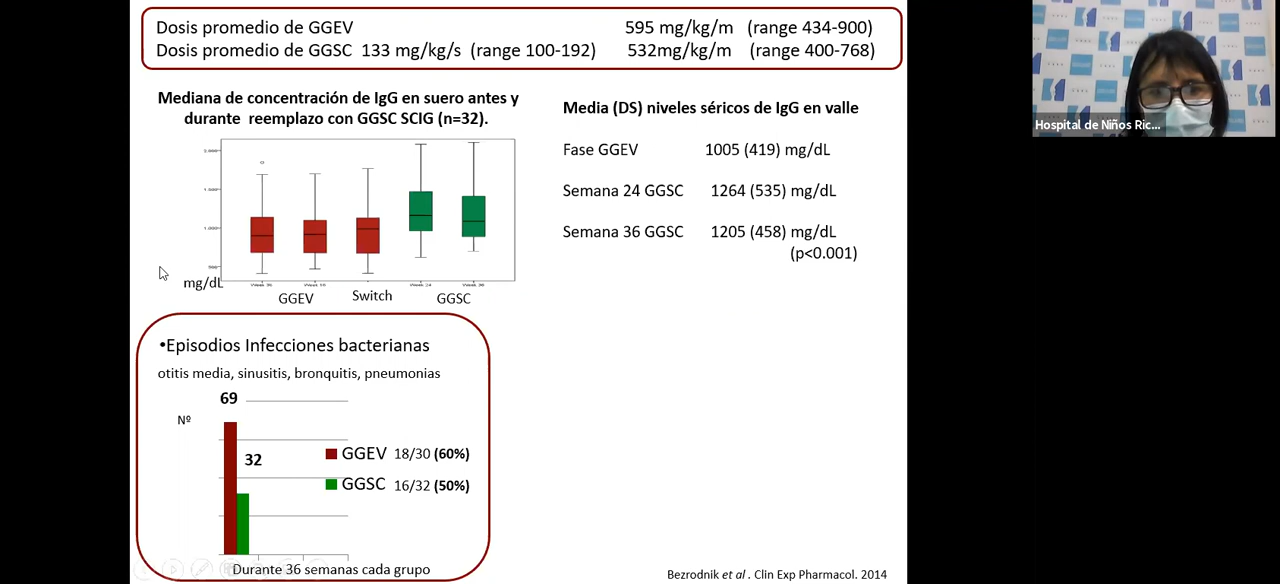 Dosis promedio de GGEV 595 mg/kg/m (range 434-900)
Dosis promedio de GGSC 133 mg/kg/s (range 100-192) 532mg/kg/m (range 400-768)
Mediana de concentración de IgG en suero antes y
durante reemplazo con GGSC SCIG (n=32).
mg/dL
GGEV Switch GGSC
Media (DS) niveles séricos de IgG en valle
Fase GGEV 1005 (419) mg/dL
Semana 24 GGSC 1264 (535) mg/dL
Semana 36 GGSC 1205 (458) mg/dL
(p<0.001)
•Episodios Infecciones bacterianas
otitis media, sinusitis, bronquitis, pneumonias
69
Nº
32
GGEV 18/30 (60%)
GGSC 16/32 (50%)
Durante 36 semanas cada grupo
Bezrodnik et al . Clin Exp Pharmacol. 2014
Hospital de Niños Ric...